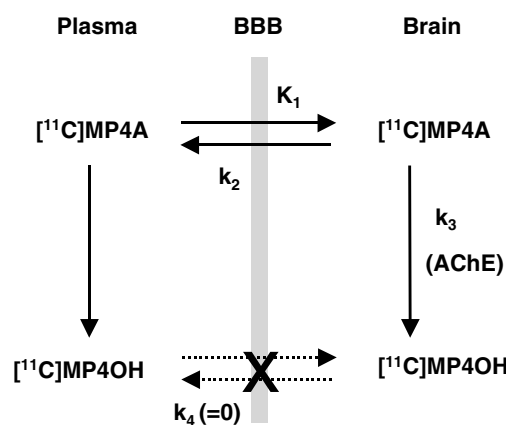 Plasma BBB Brain
K₁
[¹¹C]MP4A [¹¹C]MP4A
k₂
k₃
(AChE)
[¹¹C]MP4OH X [¹¹C]MP4OH
k₄ (=0)